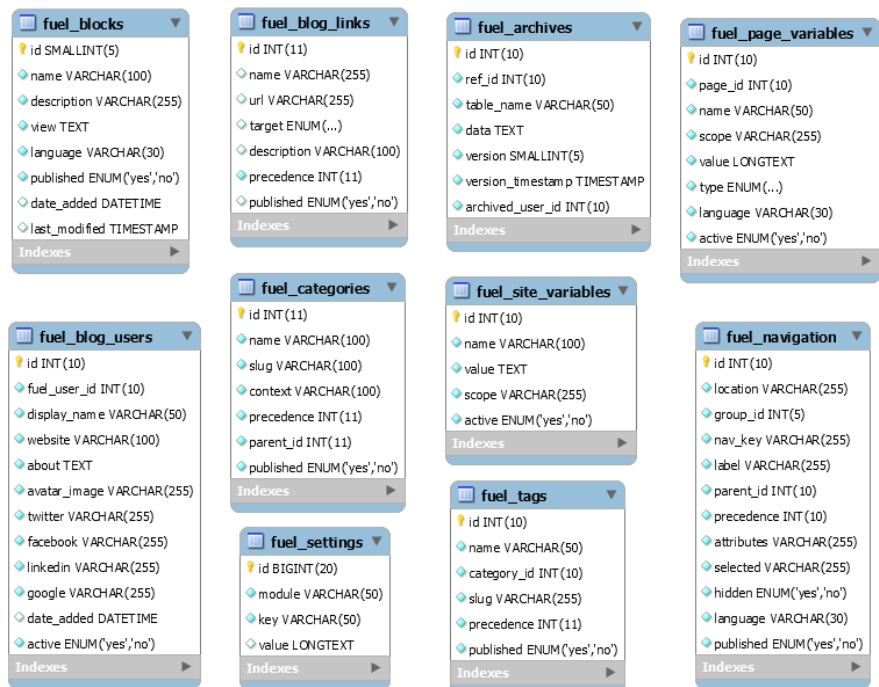 fuel_blocks
id SMALLINT(5)
name VARCHAR(100)
description VARCHAR(255)
view TEXT
language VARCHAR(30)
published ENUM('yes','no')
date_added DATETIME
last_modified TIMESTAMP
Indexes
fuel_blog_links
id INT(11)
name VARCHAR(255)
url VARCHAR(255)
target ENUM(...)
description VARCHAR(100)
precedence INT(11)
published ENUM('yes','no')
Indexes
fuel_archives
id INT(10)
ref_id INT(10)
table_name VARCHAR(50)
data TEXT
version SMALLINT(5)
version_timestamp TIMESTAMP
archived_user_id INT(10)
Indexes
fuel_page_variables
id INT(10)
page_id INT(10)
name VARCHAR(50)
scope VARCHAR(255)
value LONGTEXT
type ENUM(...)
language VARCHAR(30)
active ENUM('yes','no')
Indexes
fuel_blog_users
id INT(10)
fuel_user_id INT(10)
display_name VARCHAR(50)
website VARCHAR(100)
about TEXT
avatar_image VARCHAR(255)
twitter VARCHAR(255)
facebook VARCHAR(255)
linkedin VARCHAR(255)
google VARCHAR(255)
date_added DATETIME
active ENUM('yes','no')
Indexes
fuel_categories
id INT(11)
name VARCHAR(100)
slug VARCHAR(100)
context VARCHAR(100)
precedence INT(11)
parent_id INT(11)
published ENUM('yes','no')
Indexes
fuel_settings
id BIGINT(20)
module VARCHAR(50)
key VARCHAR(50)
value LONGTEXT
Indexes
fuel_site_variables
id INT(10)
name VARCHAR(100)
value TEXT
scope VARCHAR(255)
active ENUM('yes','no')
Indexes
fuel_tags
id INT(10)
name VARCHAR(50)
category_id INT(10)
slug VARCHAR(255)
precedence INT(11)
published ENUM('yes','no')
Indexes
fuel_navigation
id INT(10)
location VARCHAR(255)
group_id INT(5)
nav_key VARCHAR(255)
label VARCHAR(255)
parent_id INT(10)
precedence INT(10)
attributes VARCHAR(255)
selected VARCHAR(255)
hidden ENUM('yes','no')
language VARCHAR(30)
published ENUM('yes','no')
Indexes